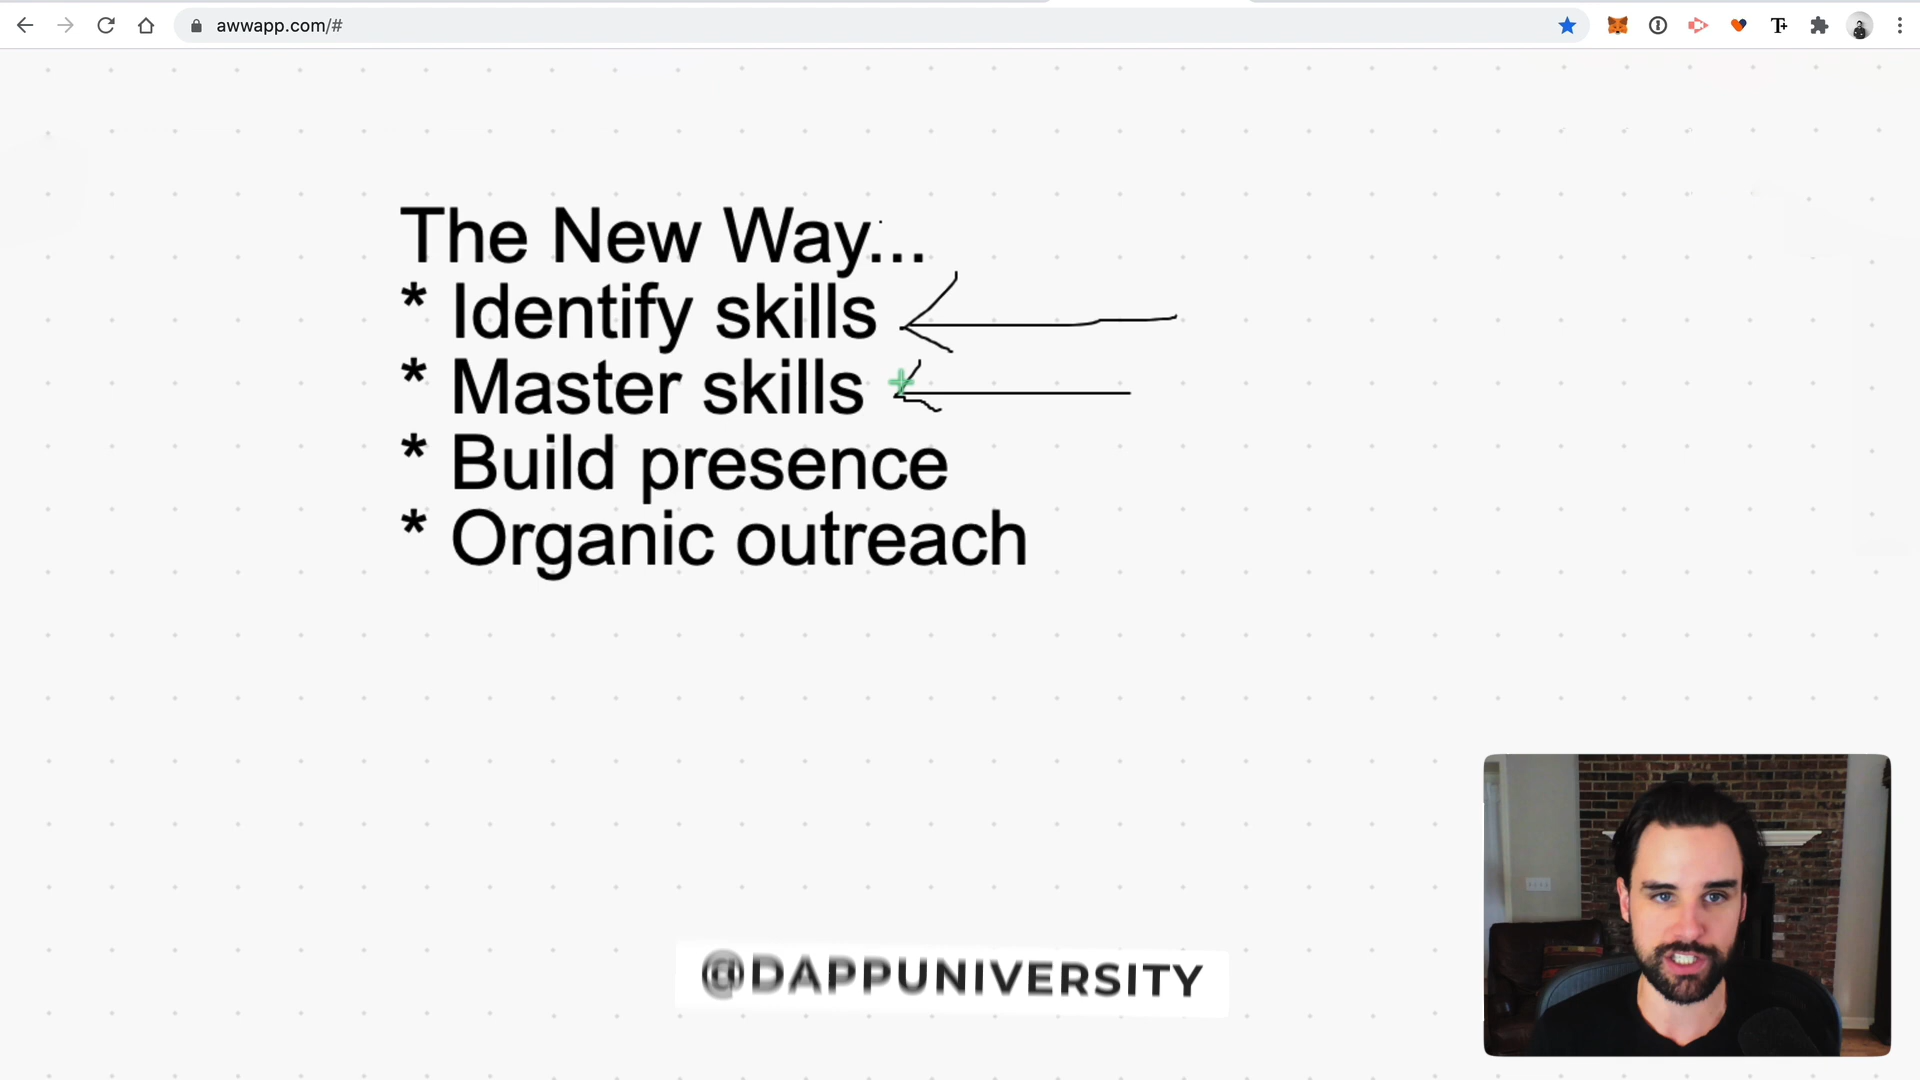 awwapp.com/#
The New Way...
* Identify skills
* Master skills
* Build presence
* Organic outreach
@DAPPUNIVERSITY